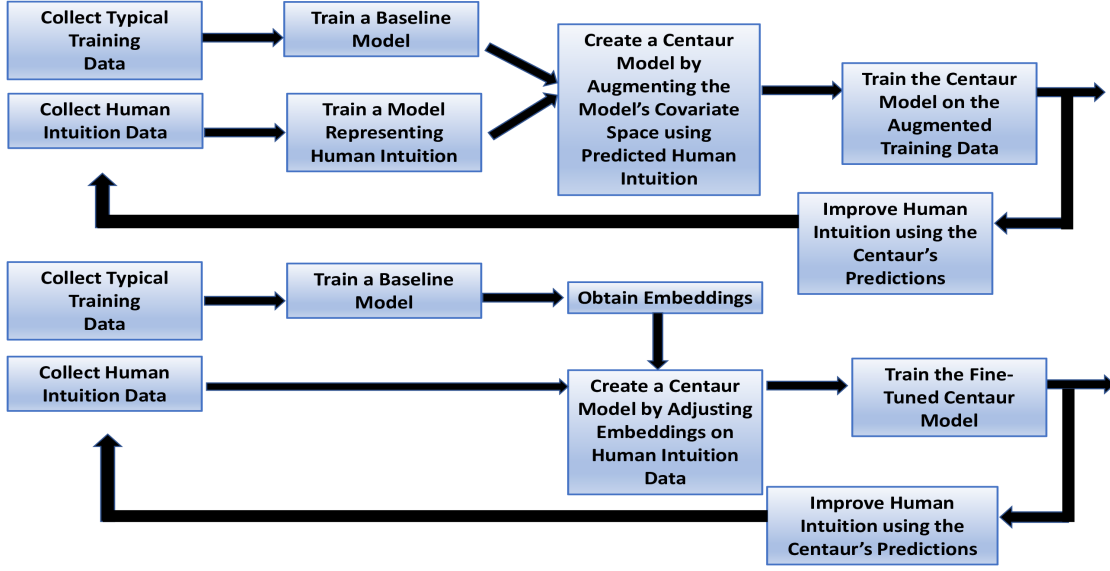 Collect Typical
Training
Data
Train a Baseline
Model
Create a Centaur
Model by
Augmenting the
Model's Covariate
Space using
Predicted Human
Intuition
Train the Centaur
Model on the
Augmented
Training Data
Collect Human
Intuition Data
Train a Model
Representing
Human Intuition
Improve Human
Intuition using the
Centaur's
Predictions
Collect Typical
Training
Data
Train a Baseline
Model
Obtain Embeddings
Collect Human
Intuition Data
Create a Centaur
Model by Adjusting
Embeddings on
Human Intuition
Data
Train the Fine-
Tuned Centaur
Model
Improve Human
Intuition using the
Centaur's Predictions